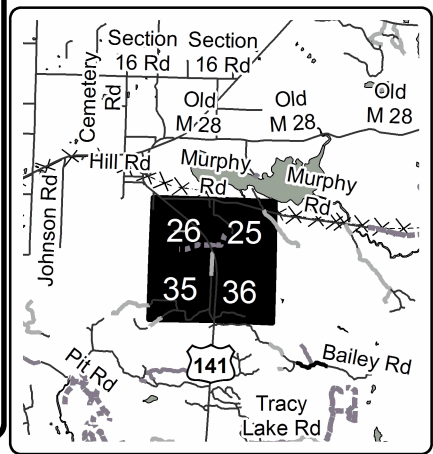 Section
16 Rd
Section
16 Rd
Cemetery
Rd
Old
M 28
Old
M 28
Old
M 28
Hill Rd
Murphy
Rd
Murphy
Rd
Johnson Rd
26
25
35
36
141
Pit Rd
Bailey Rd
Tracy
Lake Rd